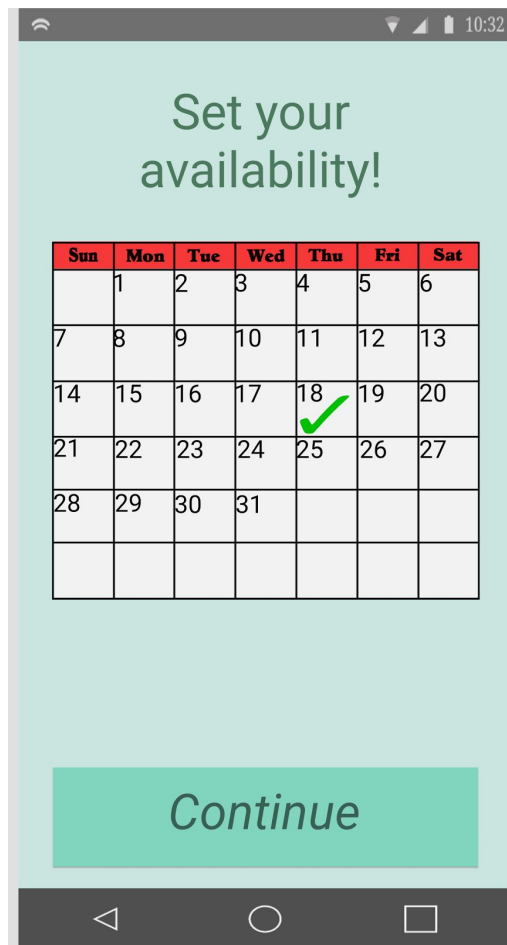 10:32
Set your
availability!
Sun Mon Tue Wed Thu Fri Sat
1 2 3 4 5 6
7 8 9 10 11 12 13
14 15 16 17 18 19 20
21 22 23 24 25 26 27
28 29 30 31
Continue